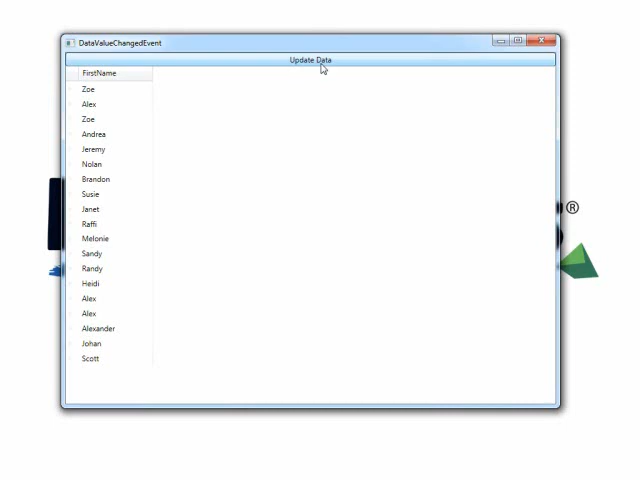 DataValueChangedEvent
Update Data
FirstName
Zoe
Alex
Zoe
Andrea
Jeremy
Nolan
Brandon
Susie
Janet
Raffi
Melonie
Sandy
Randy
Heidi
Alex
Alex
Alexander
Johan
Scott
®